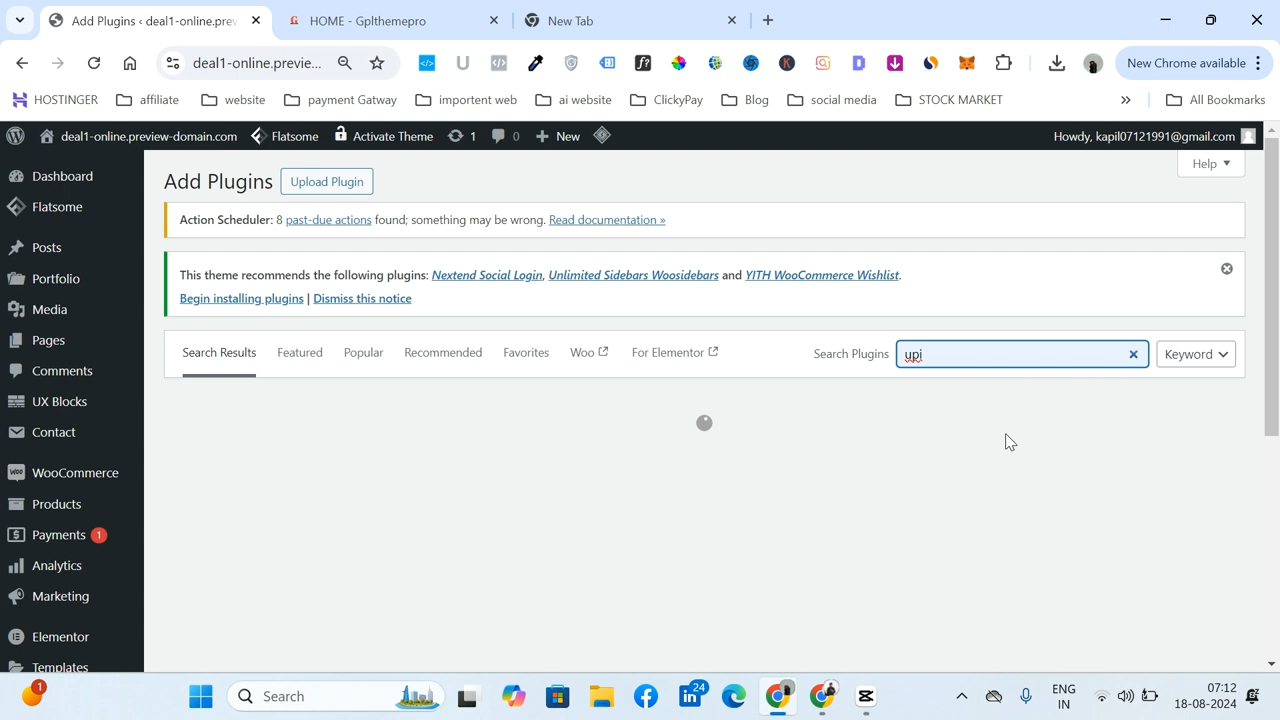 Add Plugins ‹ deal1-online.prev
HOME - Gplthemepro
New Tab
deal1-online.previe...
New Chrome available
HOSTINGER
affiliate
website
payment Gatway
importent web
ai website
ClickyPay
Blog
social media
STOCK MARKET
»
All Bookmarks
deal1-online.preview-domain.com
Flatsome
Activate Theme
1
0
New
Howdy, kapil07121991@gmail.com
Dashboard
Flatsome
Posts
Portfolio
Media
Pages
Comments
UX Blocks
Contact
WooCommerce
Products
Payments 1
Analytics
Marketing
Elementor
Templates
Help
Add Plugins
Upload Plugin
Action Scheduler: 8 past-due actions found; something may be wrong. Read documentation »
This theme recommends the following plugins: Nextend Social Login, Unlimited Sidebars Woosidebars and YITH WooCommerce Wishlist.
Begin installing plugins | Dismiss this notice
Search Results
Featured
Popular
Recommended
Favorites
Woo
For Elementor
Search Plugins
upi
Keyword
1
Search
24
ENG
IN
07:12
18-08-2024